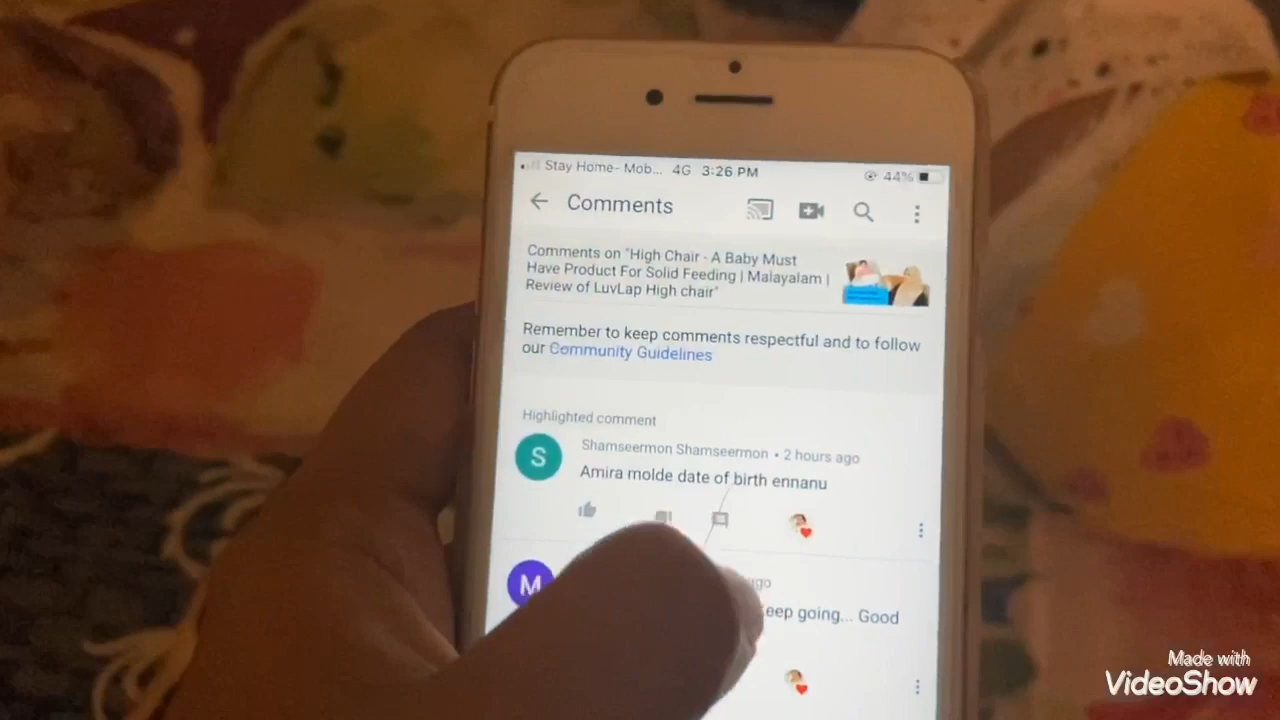 Stay Home- Mob... 4G 3:26 PM 44%
Comments
Comments on "High Chair - A Baby Must
Have Product For Solid Feeding | Malayalam |
Review of LuvLap High chair"
Remember to keep comments respectful and to follow
our Community Guidelines
Highlighted comment
S
Shamseermon Shamseermon • 2 hours ago
Amira molde date of birth ennanu
M
ago
going... Good
Made with
VideoShow